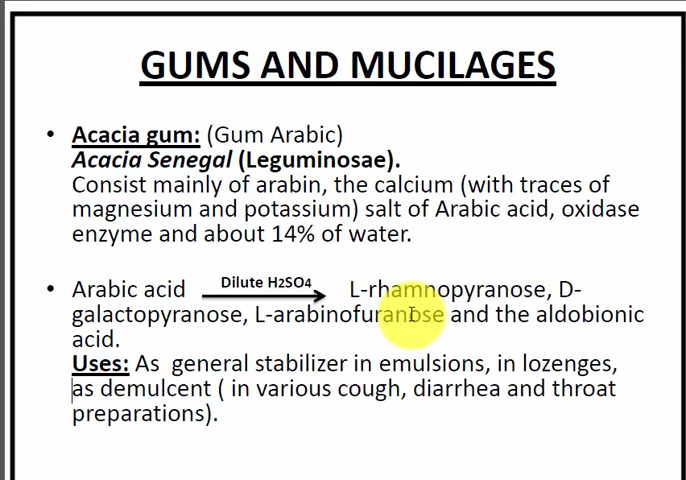 GUMS AND MUCILAGES
• Acacia gum: (Gum Arabic)
Acacia Senegal (Leguminosae).
Consist mainly of arabin, the calcium (with traces of
magnesium and potassium) salt of Arabic acid, oxidase
enzyme and about 14% of water.
• Arabic acid Dilute H2SO4 L-rhamnopyranose, D-
galactopyranose, L-arabinofuranose and the aldobionic
acid.
Uses: As general stabilizer in emulsions, in lozenges,
as demulcent ( in various cough, diarrhea and throat
preparations).